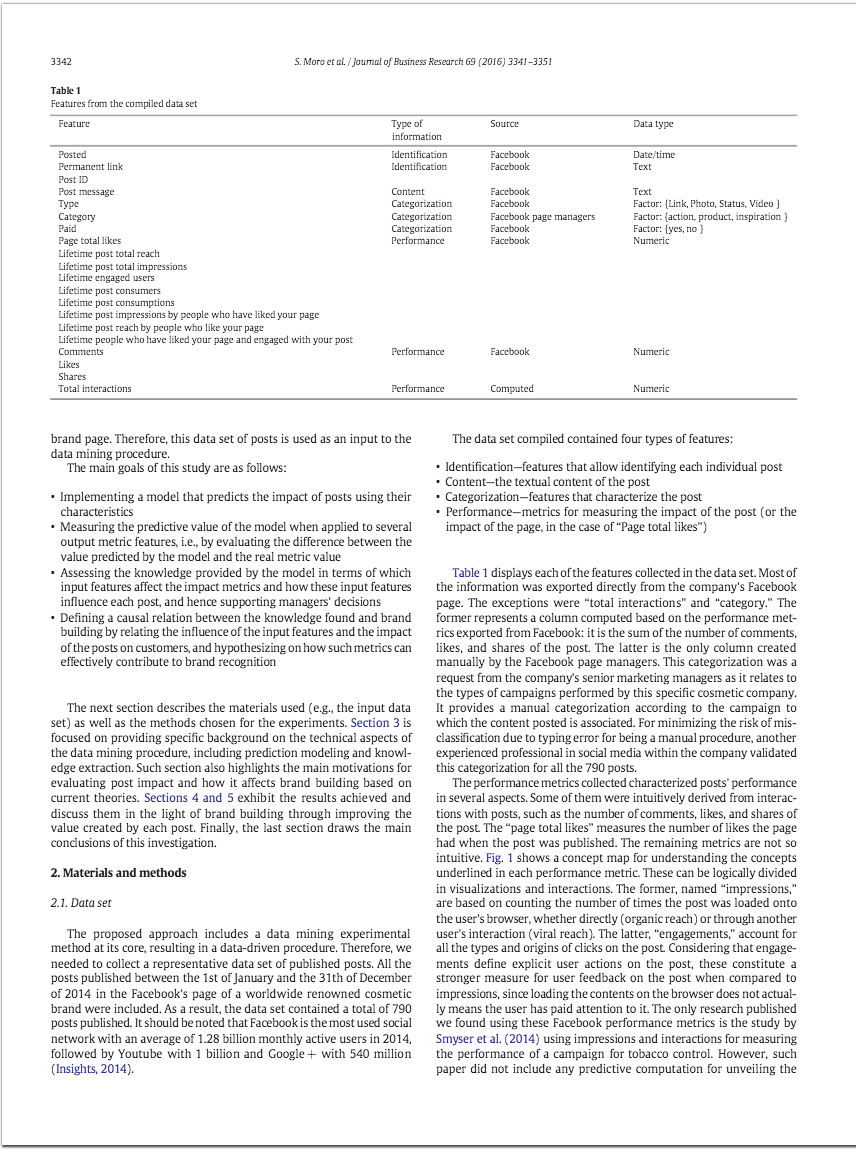 3342
S. Moro et al. / Journal of Business Research 69 (2016) 3341–3351
Table 1
Features from the compiled data set
Feature Type of information Source Data type
Posted Identification Facebook Date/time
Permanent link Identification Facebook Text
Post ID
Post message Content Facebook Text
Type Categorization Facebook Factor: {Link, Photo, Status, Video }
Category Categorization Facebook page managers Factor: {action, product, inspiration }
Paid Categorization Facebook Factor: {yes, no }
Page total likes Performance Facebook Numeric
Lifetime post total reach
Lifetime post total impressions
Lifetime engaged users
Lifetime post consumers
Lifetime post consumptions
Lifetime post impressions by people who have liked your page
Lifetime post reach by people who like your page
Lifetime people who have liked your page and engaged with your post
Comments Performance Facebook Numeric
Likes
Shares
Total interactions Performance Computed Numeric
brand page. Therefore, this data set of posts is used as an input to the
data mining procedure.
The main goals of this study are as follows:
• Implementing a model that predicts the impact of posts using their
characteristics
• Measuring the predictive value of the model when applied to several
output metric features, i.e., by evaluating the difference between the
value predicted by the model and the real metric value
• Assessing the knowledge provided by the model in terms of which
input features affect the impact metrics and how these input features
influence each post, and hence supporting managers' decisions
• Defining a causal relation between the knowledge found and brand
building by relating the influence of the input features and the impact
of the posts on customers, and hypothesizing on how such metrics can
effectively contribute to brand recognition
The next section describes the materials used (e.g., the input data
set) as well as the methods chosen for the experiments. Section 3 is
focused on providing specific background on the technical aspects of
the data mining procedure, including prediction modeling and knowl-
edge extraction. Such section also highlights the main motivations for
evaluating post impact and how it affects brand building based on
current theories. Sections 4 and 5 exhibit the results achieved and
discuss them in the light of brand building through improving the
value created by each post. Finally, the last section draws the main
conclusions of this investigation.
2. Materials and methods
2.1. Data set
The proposed approach includes a data mining experimental
method at its core, resulting in a data-driven procedure. Therefore, we
needed to collect a representative data set of published posts. All the
posts published between the 1st of January and the 31th of December
of 2014 in the Facebook's page of a worldwide renowned cosmetic
brand were included. As a result, the data set contained a total of 790
posts published. It should be noted that Facebook is the most used social
network with an average of 1.28 billion monthly active users in 2014,
followed by Youtube with 1 billion and Google + with 540 million
(Insights, 2014).
The data set compiled contained four types of features:
• Identification—features that allow identifying each individual post
• Content—the textual content of the post
• Categorization—features that characterize the post
• Performance—metrics for measuring the impact of the post (or the
impact of the page, in the case of “Page total likes”)
Table 1 displays each of the features collected in the data set. Most of
the information was exported directly from the company's Facebook
page. The exceptions were “total interactions” and “category.” The
former represents a column computed based on the performance met-
rics exported from Facebook: it is the sum of the number of comments,
likes, and shares of the post. The latter is the only column created
manually by the Facebook page managers. This categorization was a
request from the company's senior marketing managers as it relates to
the types of campaigns performed by this specific cosmetic company.
It provides a manual categorization according to the campaign to
which the content posted is associated. For minimizing the risk of mis-
classification due to typing error for being a manual procedure, another
experienced professional in social media within the company validated
this categorization for all the 790 posts.
The performance metrics collected characterized posts' performance
in several aspects. Some of them were intuitively derived from interac-
tions with posts, such as the number of comments, likes, and shares of
the post. The “page total likes” measures the number of likes the page
had when the post was published. The remaining metrics are not so
intuitive. Fig. 1 shows a concept map for understanding the concepts
underlined in each performance metric. These can be logically divided
in visualizations and interactions. The former, named “impressions,”
are based on counting the number of times the post was loaded onto
the user's browser, whether directly (organic reach) or through another
user's interaction (viral reach). The latter, “engagements,” account for
all the types and origins of clicks on the post. Considering that engage-
ments define explicit user actions on the post, these constitute a
stronger measure for user feedback on the post when compared to
impressions, since loading the contents on the browser does not actual-
ly means the user has paid attention to it. The only research published
we found using these Facebook performance metrics is the study by
Smyser et al. (2014) using impressions and interactions for measuring
the performance of a campaign for tobacco control. However, such
paper did not include any predictive computation for unveiling the